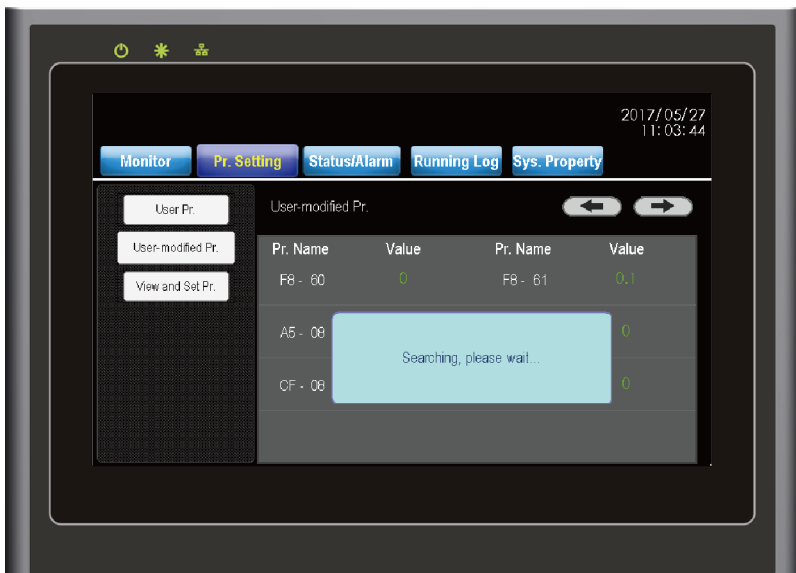 2017/05/27
11:03:44
Monitor Pr. Setting Status/Alarm Running Log Sys. Property
User Pr. User-modified Pr.
User-modified Pr. Pr. Name Value Pr. Name Value
View and Set Pr. F8 - 60 0 F8 - 61 0.1
A5 - 08 0
Searching, please wait...
CF - 08 0